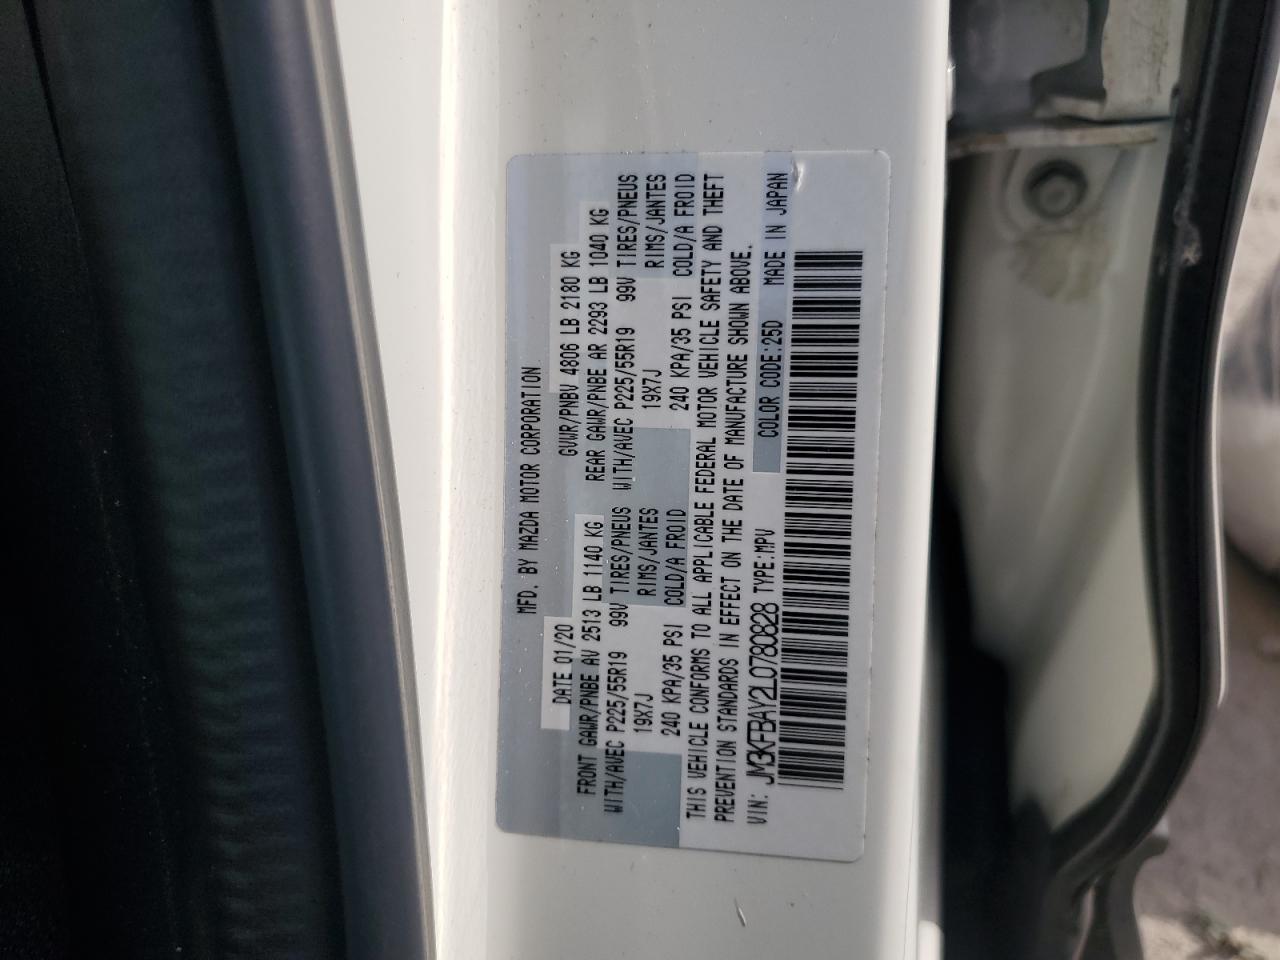 MFD. BY MAZDA MOTOR CORPORATION
DATE 01/20 GVWR/PNBV 4806 LB 2180 KG
FRONT GAWR/PNBE AV 2513 LB 1140 KG REAR GAWR/PNBE AR 2293 LB 1040 KG
WITH/AVEC P225/55R19 99V TIRES/PNEUS WITH/AVEC P225/55R19 99V TIRES/PNEUS
19X7J RIMS/JANTES 19X7J RIMS/JANTES
240 KPA/35 PSI COLD/A FROID 240 KPA/35 PSI COLD/A FROID
THIS VEHICLE CONFORMS TO ALL APPLICABLE FEDERAL MOTOR VEHICLE SAFETY AND THEFT
PREVENTION STANDARDS IN EFFECT ON THE DATE OF MANUFACTURE SHOWN ABOVE.
VIN: JM3KFBAY2L0780828 TYPE:MPV COLOR CODE:25D MADE IN JAPAN